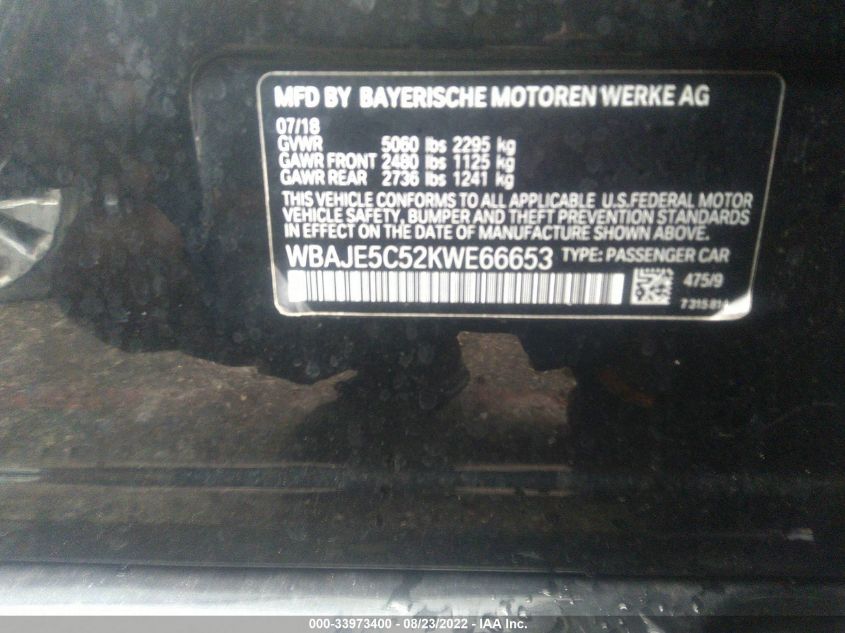 MFD BY BAYERISCHE MOTOREN WERKE AG
07/18
GVWR 5060 lbs 2295 kg
GAWR FRONT 2480 lbs 1125 kg
GAWR REAR 2736 lbs 1241 kg
THIS VEHICLE CONFORMS TO ALL APPLICABLE U.S.FEDERAL MOTOR
VEHICLE SAFETY, BUMPER AND THEFT PREVENTION STANDARDS
IN EFFECT ON THE DATE OF MANUFACTURE SHOWN ABOVE.
WBAJE5C52KWE66653 TYPE: PASSENGER CAR
475/9
000-33973400 - 08/23/2022 - IAA Inc.